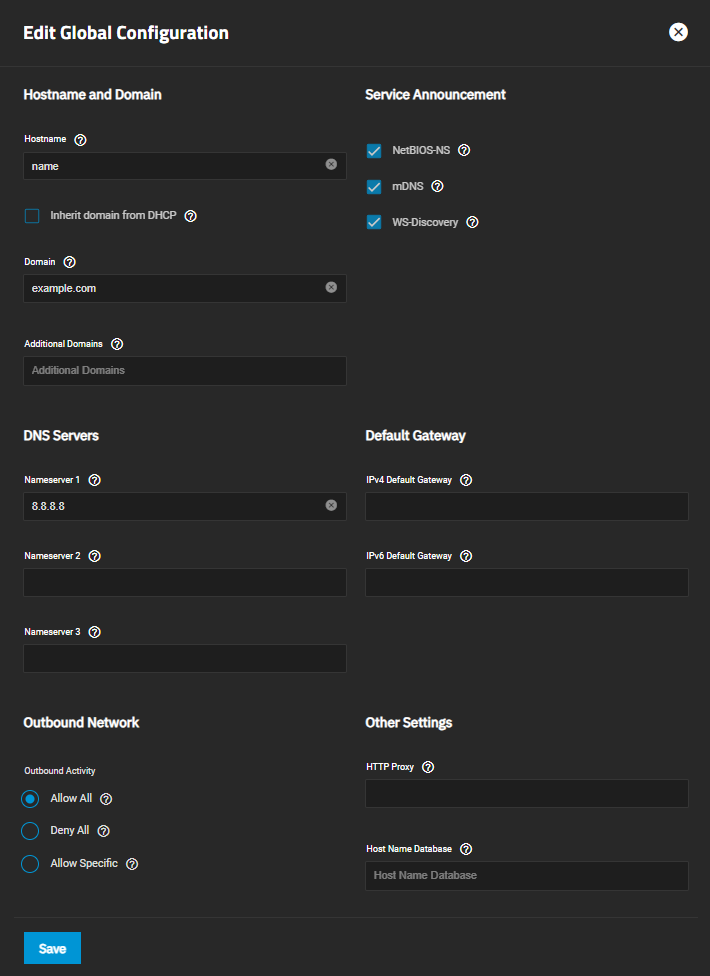 Edit Global Configuration
Hostname and Domain
Hostname
name
Inherit domain from DHCP
Domain
example.com
Additional Domains
Additional Domains
Service Announcement
NetBIOS-NS
mDNS
WS-Discovery
DNS Servers
Nameserver 1
8.8.8.8
Nameserver 2
Nameserver 3
Default Gateway
IPv4 Default Gateway
IPv6 Default Gateway
Outbound Network
Outbound Activity
Allow All
Deny All
Allow Specific
Other Settings
HTTP Proxy
Host Name Database
Host Name Database
Save